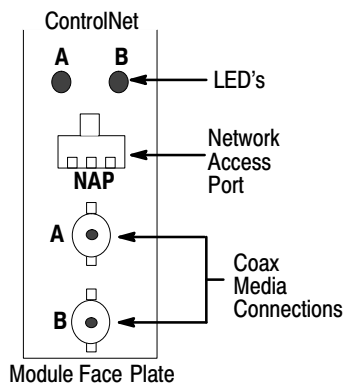 ControlNet
A B
LED's
Network
Access
Port
NAP
A
Coax
Media
Connections
B
Module Face Plate